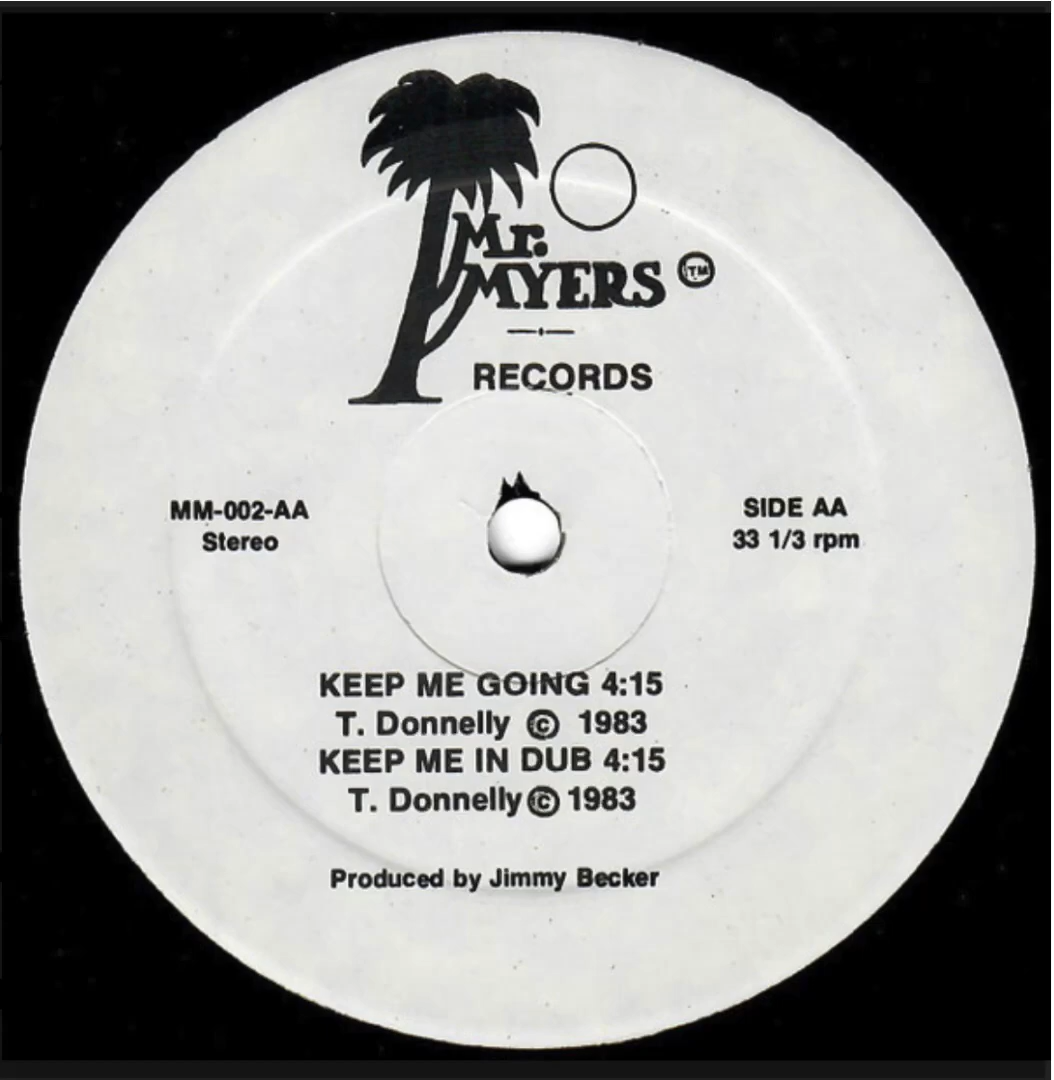 Mr.
MYERS TM
RECORDS
MM-002-AA
Stereo
SIDE AA
33 1/3 rpm
KEEP ME GOING 4:15
T. Donnelly © 1983
KEEP ME IN DUB 4:15
T. Donnelly © 1983
Produced by Jimmy Becker